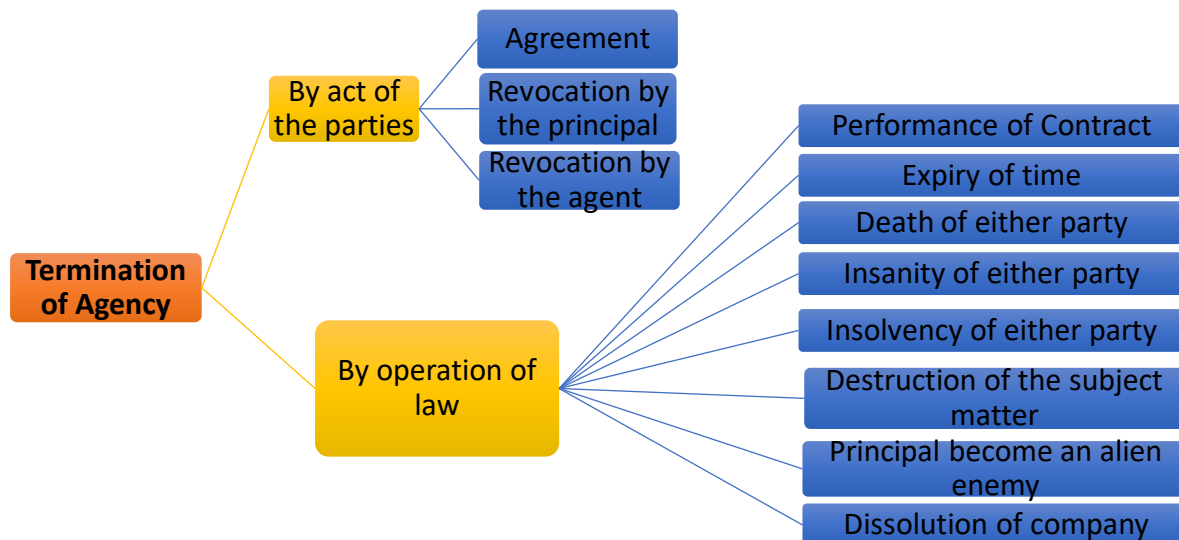 Termination
of Agency
By act of
the parties
Agreement
Revocation by
the principal
Revocation by
the agent
By operation of
law
Performance of Contract
Expiry of time
Death of either party
Insanity of either party
Insolvency of either party
Destruction of the subject
matter
Principal become an alien
enemy
Dissolution of company